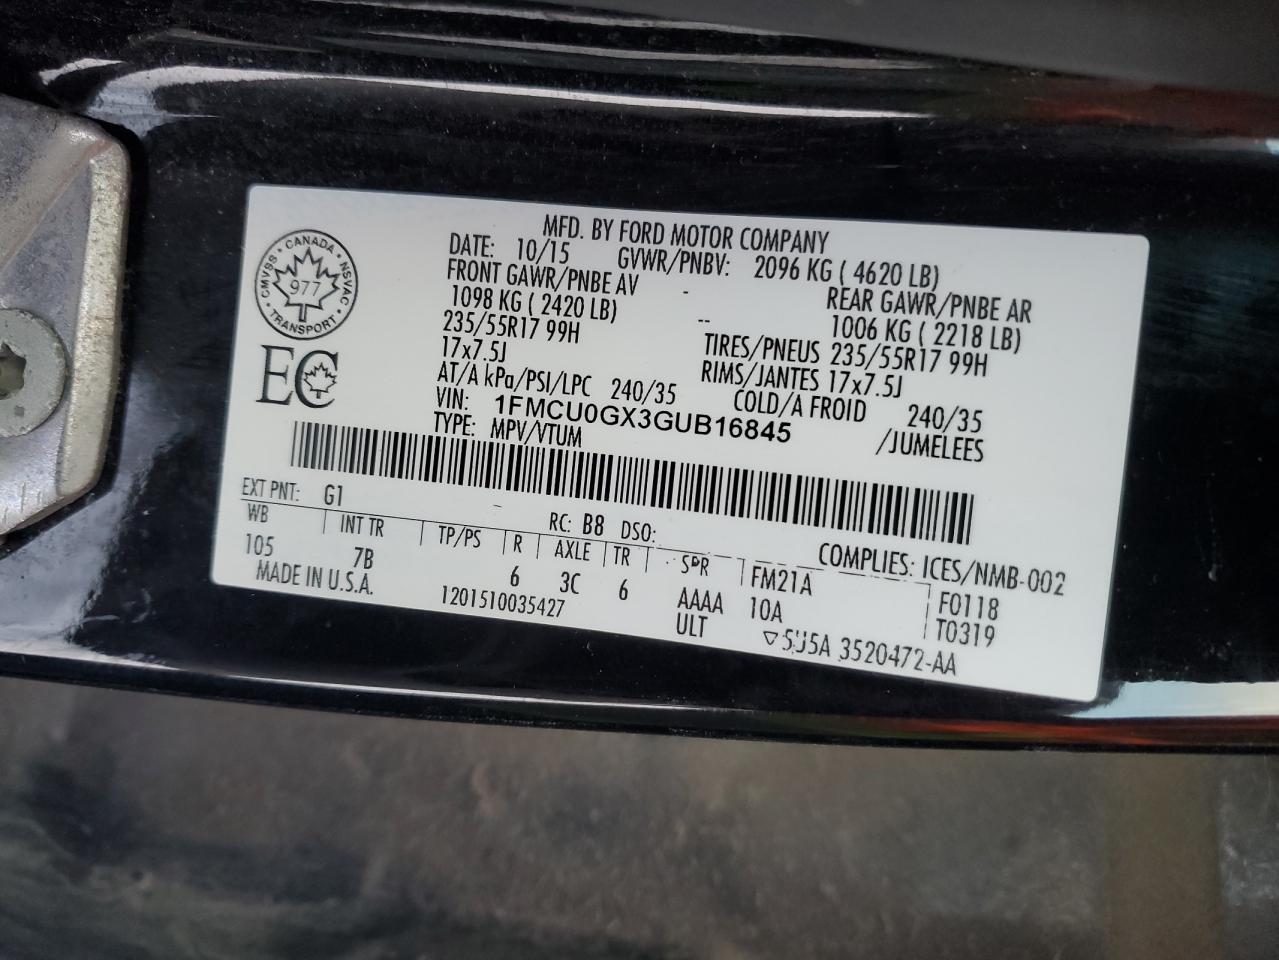 MFD. BY FORD MOTOR COMPANY
DATE: 10/15 GVWR/PNBV: 2096 KG ( 4620 LB)
FRONT GAWR/PNBE AV - REAR GAWR/PNBE AR
1098 KG ( 2420 LB) -- 1006 KG ( 2218 LB)
235/55R17 99H TIRES/PNEUS 235/55R17 99H
17x7.5J RIMS/JANTES 17x7.5J
AT/A kPa/PSI/LPC 240/35 COLD/A FROID 240/35
VIN: 1FMCU0GX3GUB16845 /JUMELEES
TYPE: MPV/VTUM
CANADA
CMVSS • NSVAC
977
TRANSPORT
EC
EXT PNT: G1 RC: B8 DSO:
WB INT TR TP/PS R AXLE TR SPR COMPLIES: ICES/NMB-002
105 7B 6 3C 6 AAAA FM21A F0118
MADE IN U.S.A. 1201510035427 ULT 10A T0319
▽5U5A 3520472-AA